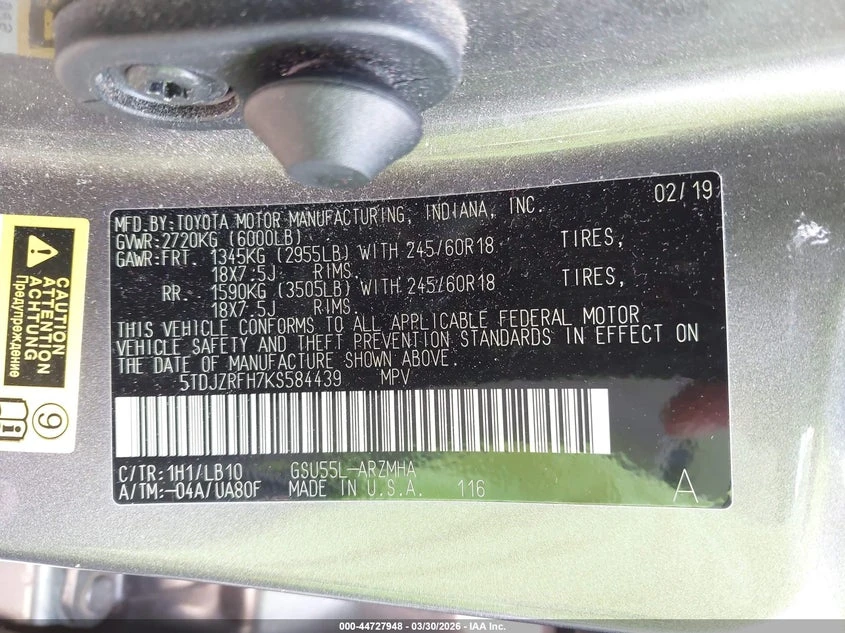 02/19
MFD.BY:TOYOTA MOTOR MANUFACTURING, INDIANA, INC.
GVWR:2720KG (6000LB)
GAWR:FRT. 1345KG (2955LB) WITH 245/60R18 TIRES,
18X7.5J RIMS.
RR. 1590KG (3505LB) WITH 245/60R18 TIRES,
18X7.5J RIMS.
THIS VEHICLE CONFORMS TO ALL APPLICABLE FEDERAL MOTOR
VEHICLE SAFETY AND THEFT PREVENTION STANDARDS IN EFFECT ON
THE DATE OF MANUFACTURE SHOWN ABOVE.
5TDJZRFH7KS584439 MPV
C/TR:1H1/LB10 GSU55L-ARZMHA
A/TM:-04A/UA80F MADE IN U.S.A. 116 A
CAUTION
ATTENTION
ACHTUNG
Предупреждение
9
000-44727948 - 03/30/2026 - IAA Inc.